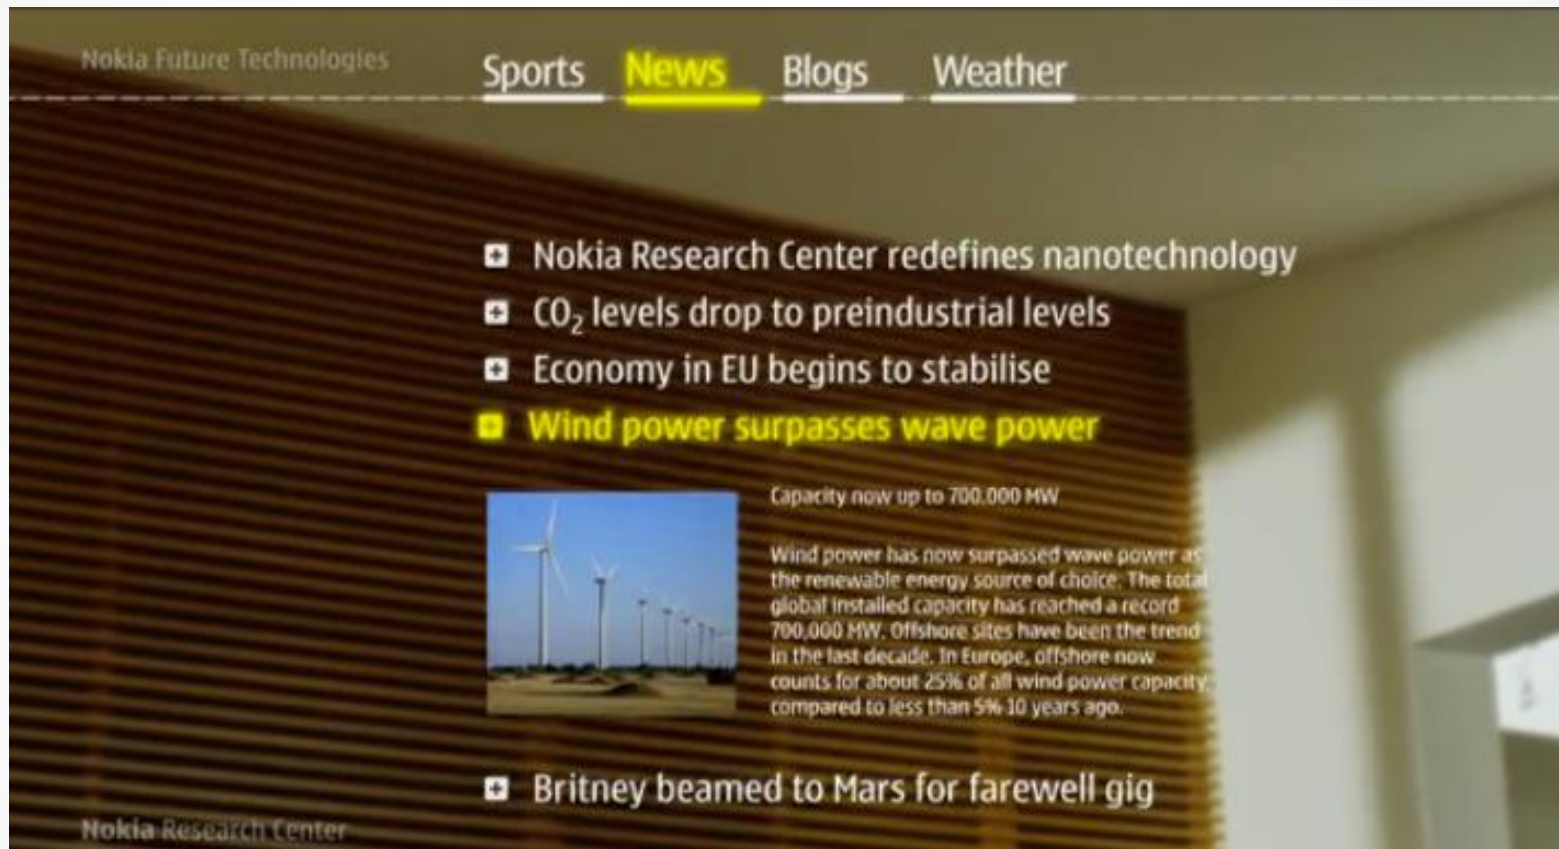 Nokia Future Technologies
Sports News Blogs Weather
Nokia Research Center redefines nanotechnology
CO₂ levels drop to preindustrial levels
Economy in EU begins to stabilise
Wind power surpasses wave power
Capacity now up to 700.000 MW
Wind power has now surpassed wave power as
the renewable energy source of choice. The total
global installed capacity has reached a record
700,000 MW. Offshore sites have been the trend
in the last decade. In Europe, offshore now
counts for about 25% of all wind power capacity,
compared to less than 5% 10 years ago.
Britney beamed to Mars for farewell gig
Nokia Research Center